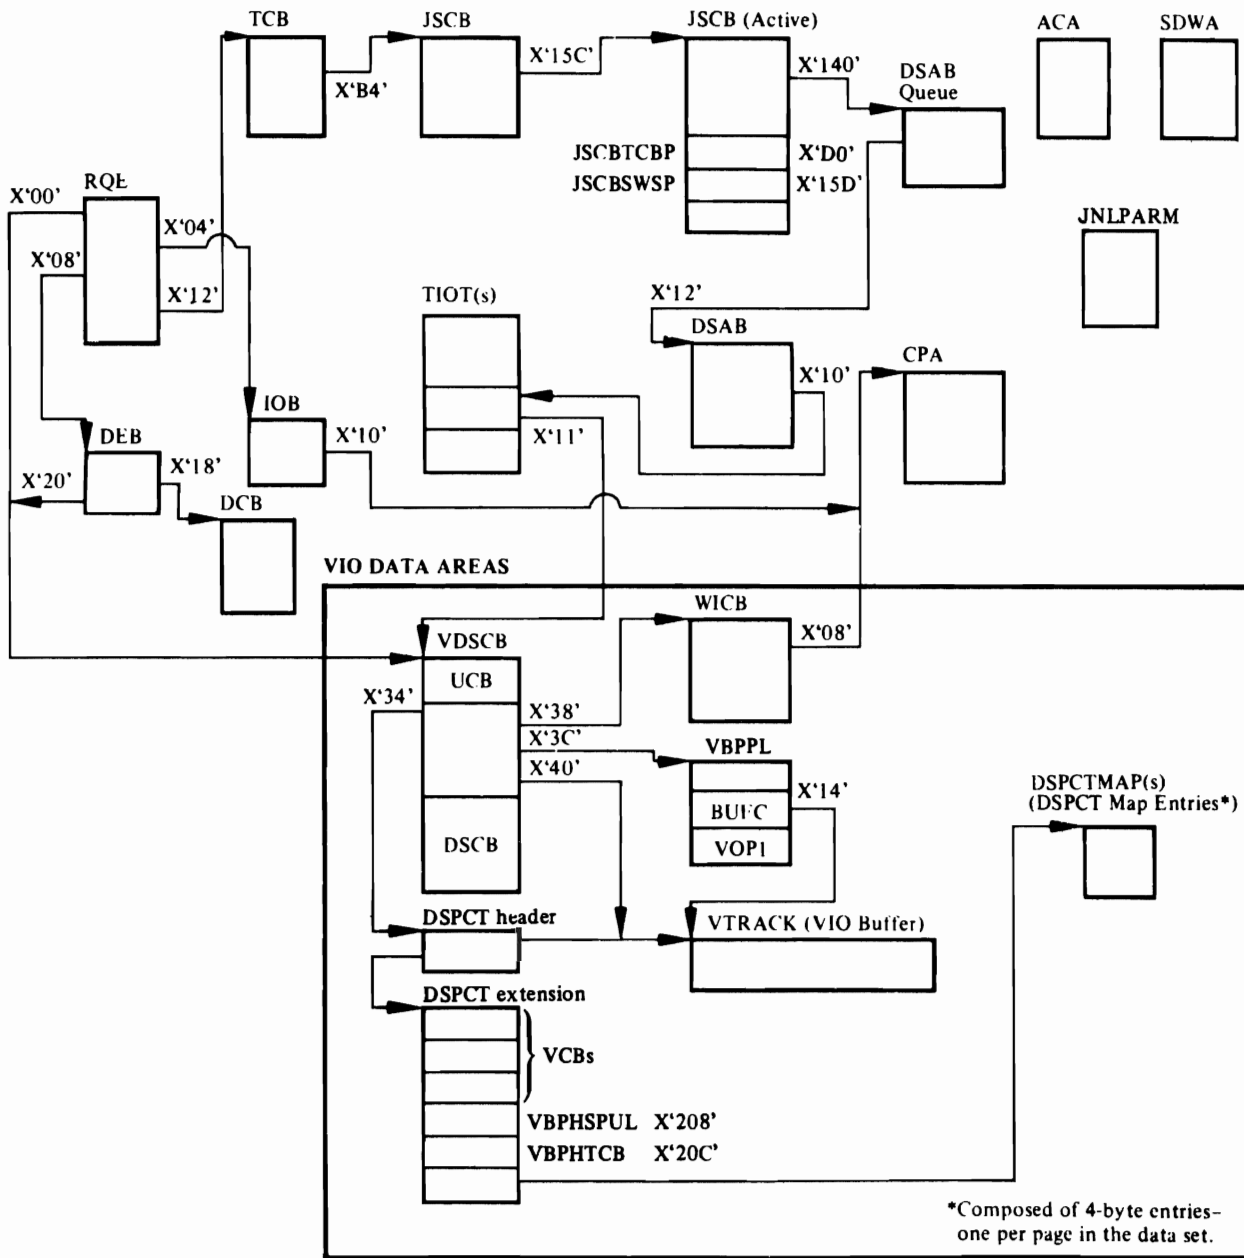 TCB
JSCB
JSCB (Active)
ACA
SDWA
X'B4'
X'15C'
X'140'
DSAB
Queue
JSCBTCBP
X'D0'
JSCBSWSP
X'15D'
RQE
X'00'
X'04'
X'08'
X'12'
JNLPARM
TIOT(s)
X'12'
DSAB
CPA
X'10'
IOB
X'10'
X'11'
DEB
X'18'
X'20'
DCB
VIO DATA AREAS
WICB
X'08'
VDSCB
UCB
X'34'
X'38'
X'3C'
VBPPL
X'40'
X'14'
BUFC
VOP1
DSCB
DSPCTMAP(s)
(DSPCT Map Entries*)
DSPCT header
VTRACK (VIO Buffer)
DSPCT extension
VCBs
VBPHSPUL X'208'
VBPHTCB X'20C'
*Composed of 4-byte entries–
one per page in the data set.